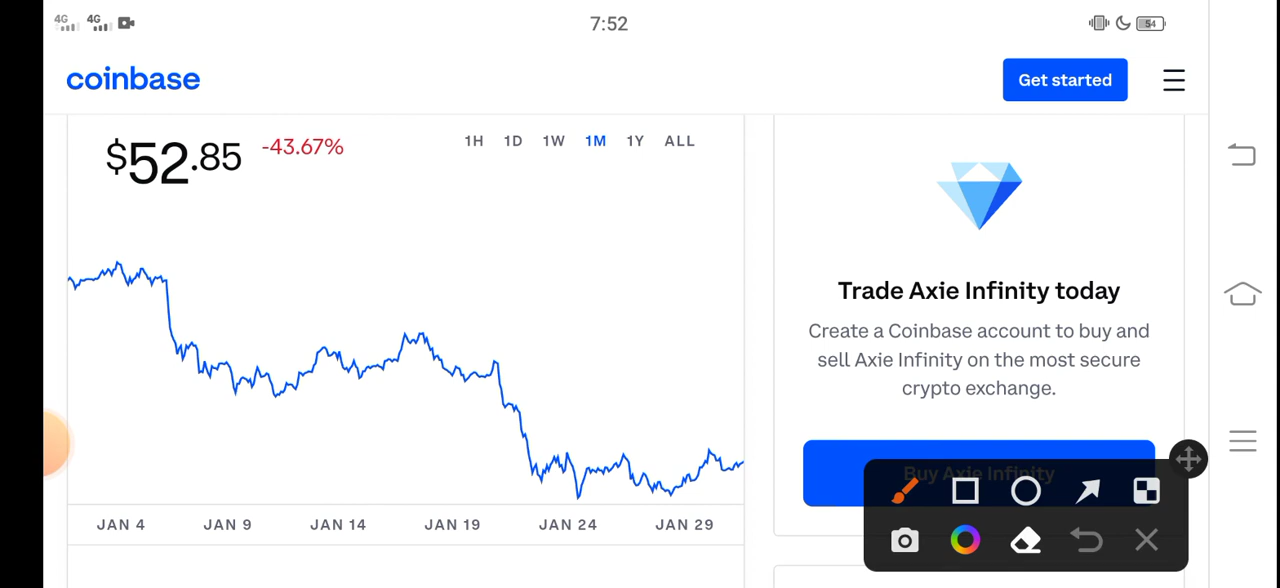 4G 4G 7:52 54
coinbase Get started
$52.85 -43.67% 1H 1D 1W 1M 1Y ALL
Trade Axie Infinity today
Create a Coinbase account to buy and
sell Axie Infinity on the most secure
crypto exchange.
Buy Axie Infinity
JAN 4 JAN 9 JAN 14 JAN 19 JAN 24 JAN 29